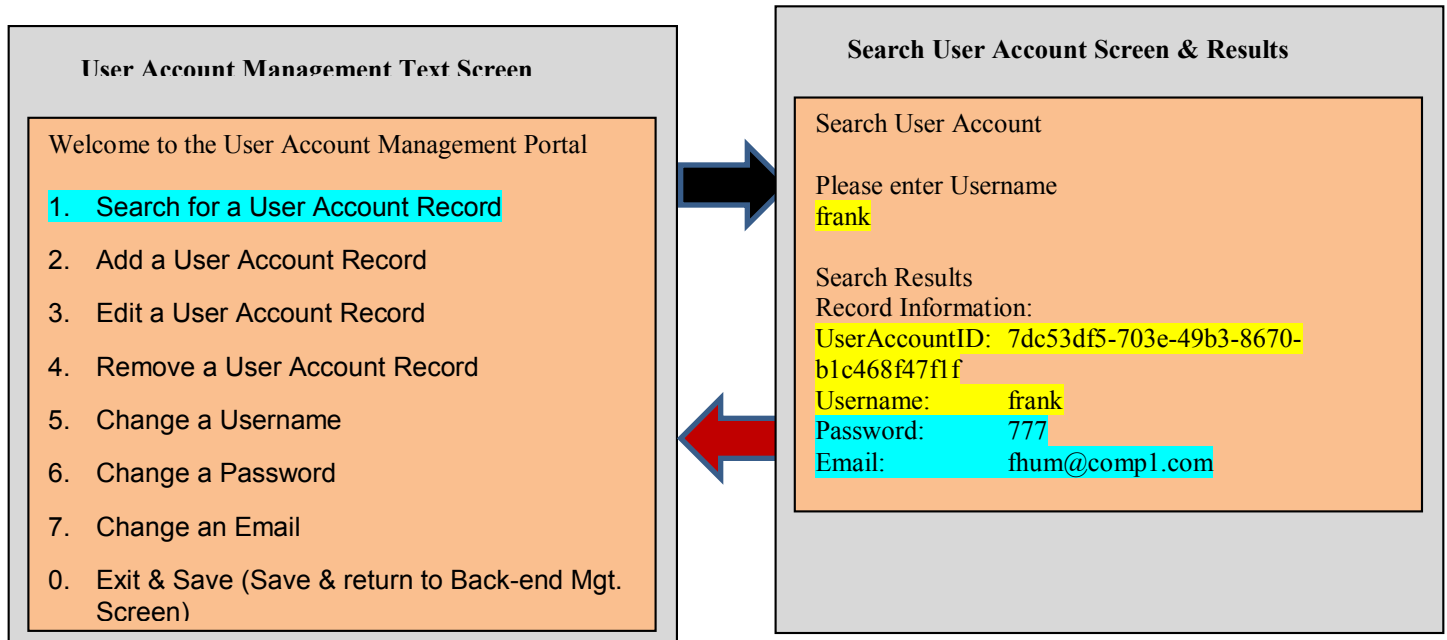 User Account Management Text Screen
Welcome to the User Account Management Portal
1. Search for a User Account Record
2. Add a User Account Record
3. Edit a User Account Record
4. Remove a User Account Record
5. Change a Username
6. Change a Password
7. Change an Email
0. Exit & Save (Save & return to Back-end Mgt.
Screen)
Search User Account Screen & Results
Search User Account
Please enter Username
frank
Search Results
Record Information:
UserAccountID: 7dc53df5-703e-49b3-8670-
b1c468f47f1f
Username: frank
Password: 777
Email: fhum@comp1.com